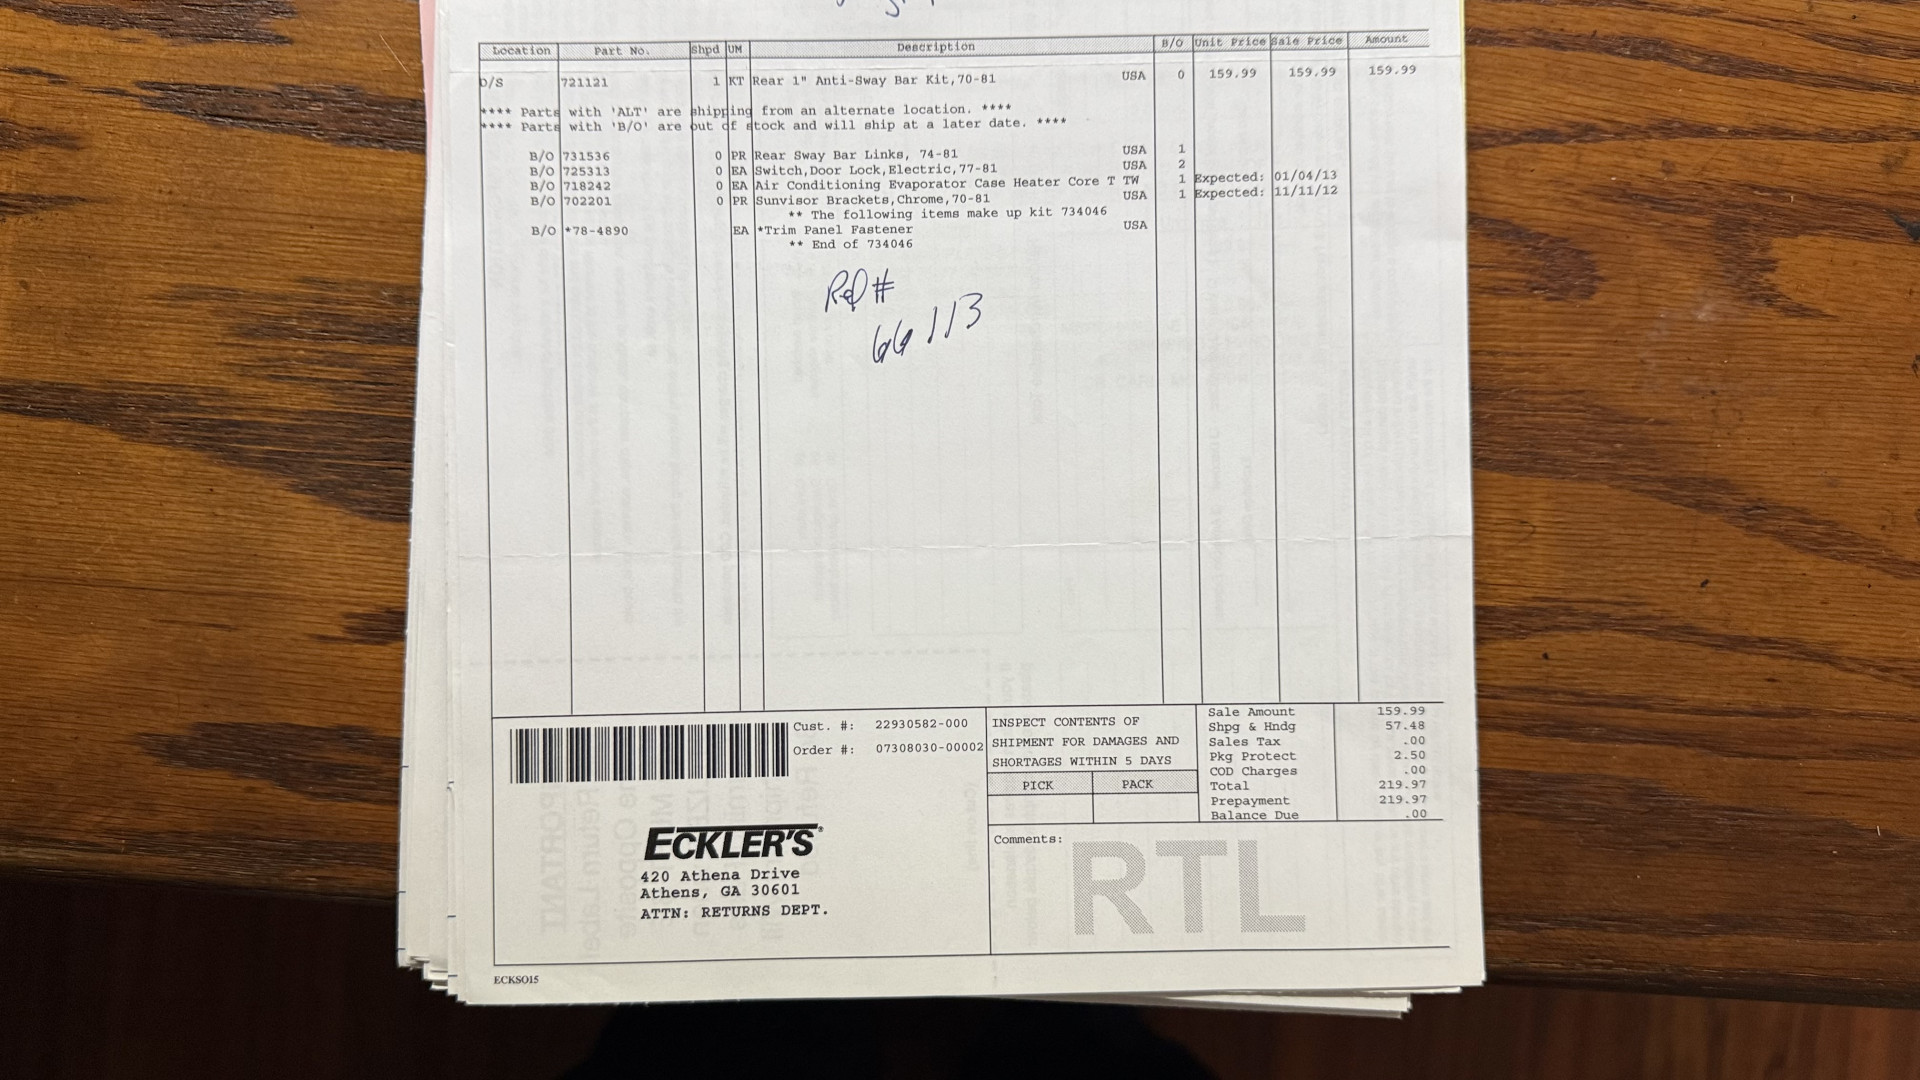 Location Part No. Shpd UM Description B/O Unit Price Sale Price Amount
D/S 721121 1 KT Rear 1" Anti-Sway Bar Kit,70-81 USA 0 159.99 159.99 159.99
**** Parts with 'ALT' are shipping from an alternate location. ****
**** Parts with 'B/O' are out of stock and will ship at a later date. ****
B/O 731536 0 PR Rear Sway Bar Links, 74-81 USA 1
B/O 725313 0 EA Switch,Door Lock,Electric,77-81 USA 2
B/O 718242 0 EA Air Conditioning Evaporator Case Heater Core T TW 1 Expected: 01/04/13
B/O 702201 0 PR Sunvisor Brackets,Chrome,70-81 USA 1 Expected: 11/11/12
** The following items make up kit 734046
B/O *78-4890 EA *Trim Panel Fastener USA
** End of 734046
Ref #
66113
Cust. #: 22930582-000
Order #: 07308030-00002
INSPECT CONTENTS OF
SHIPMENT FOR DAMAGES AND
SHORTAGES WITHIN 5 DAYS
PICK PACK
Sale Amount 159.99
Shpg & Hndg 57.48
Sales Tax .00
Pkg Protect 2.50
COD Charges .00
Total 219.97
Prepayment 219.97
Balance Due .00
ECKLER'S
420 Athena Drive
Athens, GA 30601
ATTN: RETURNS DEPT.
Comments:
RTL
ECKSO15